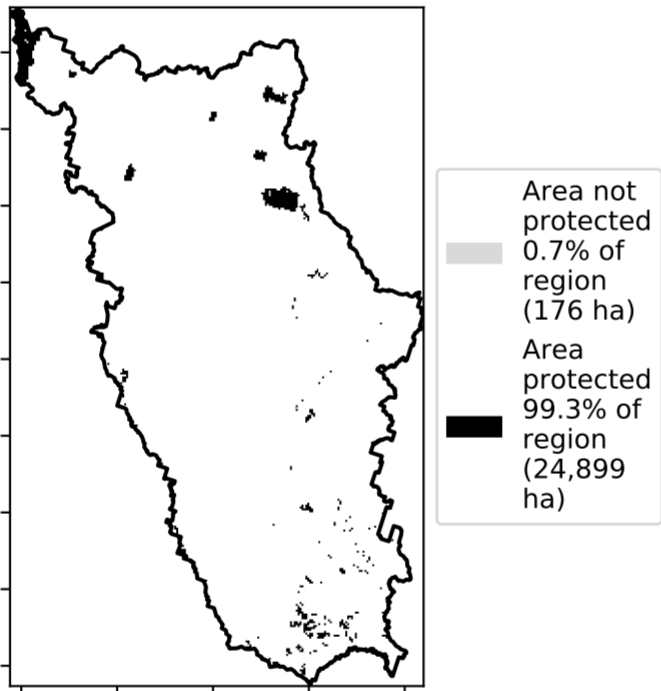 Area not
protected
0.7% of
region
(176 ha)
Area
protected
99.3% of
region
(24,899
ha)